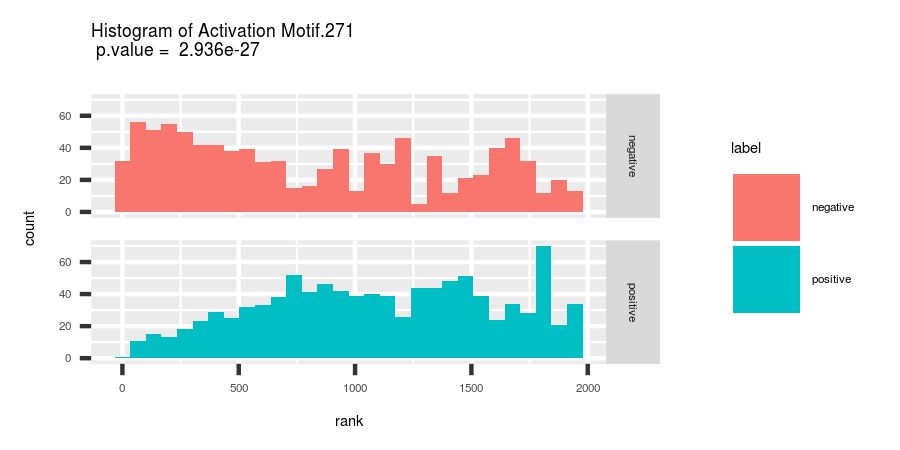 Histogram of Activation Motif.271
p.value = 2.936e-27
60
40
20
0
negative
60
40
20
0
positive
0
500
1000
1500
2000
rank
count
label
negative
positive